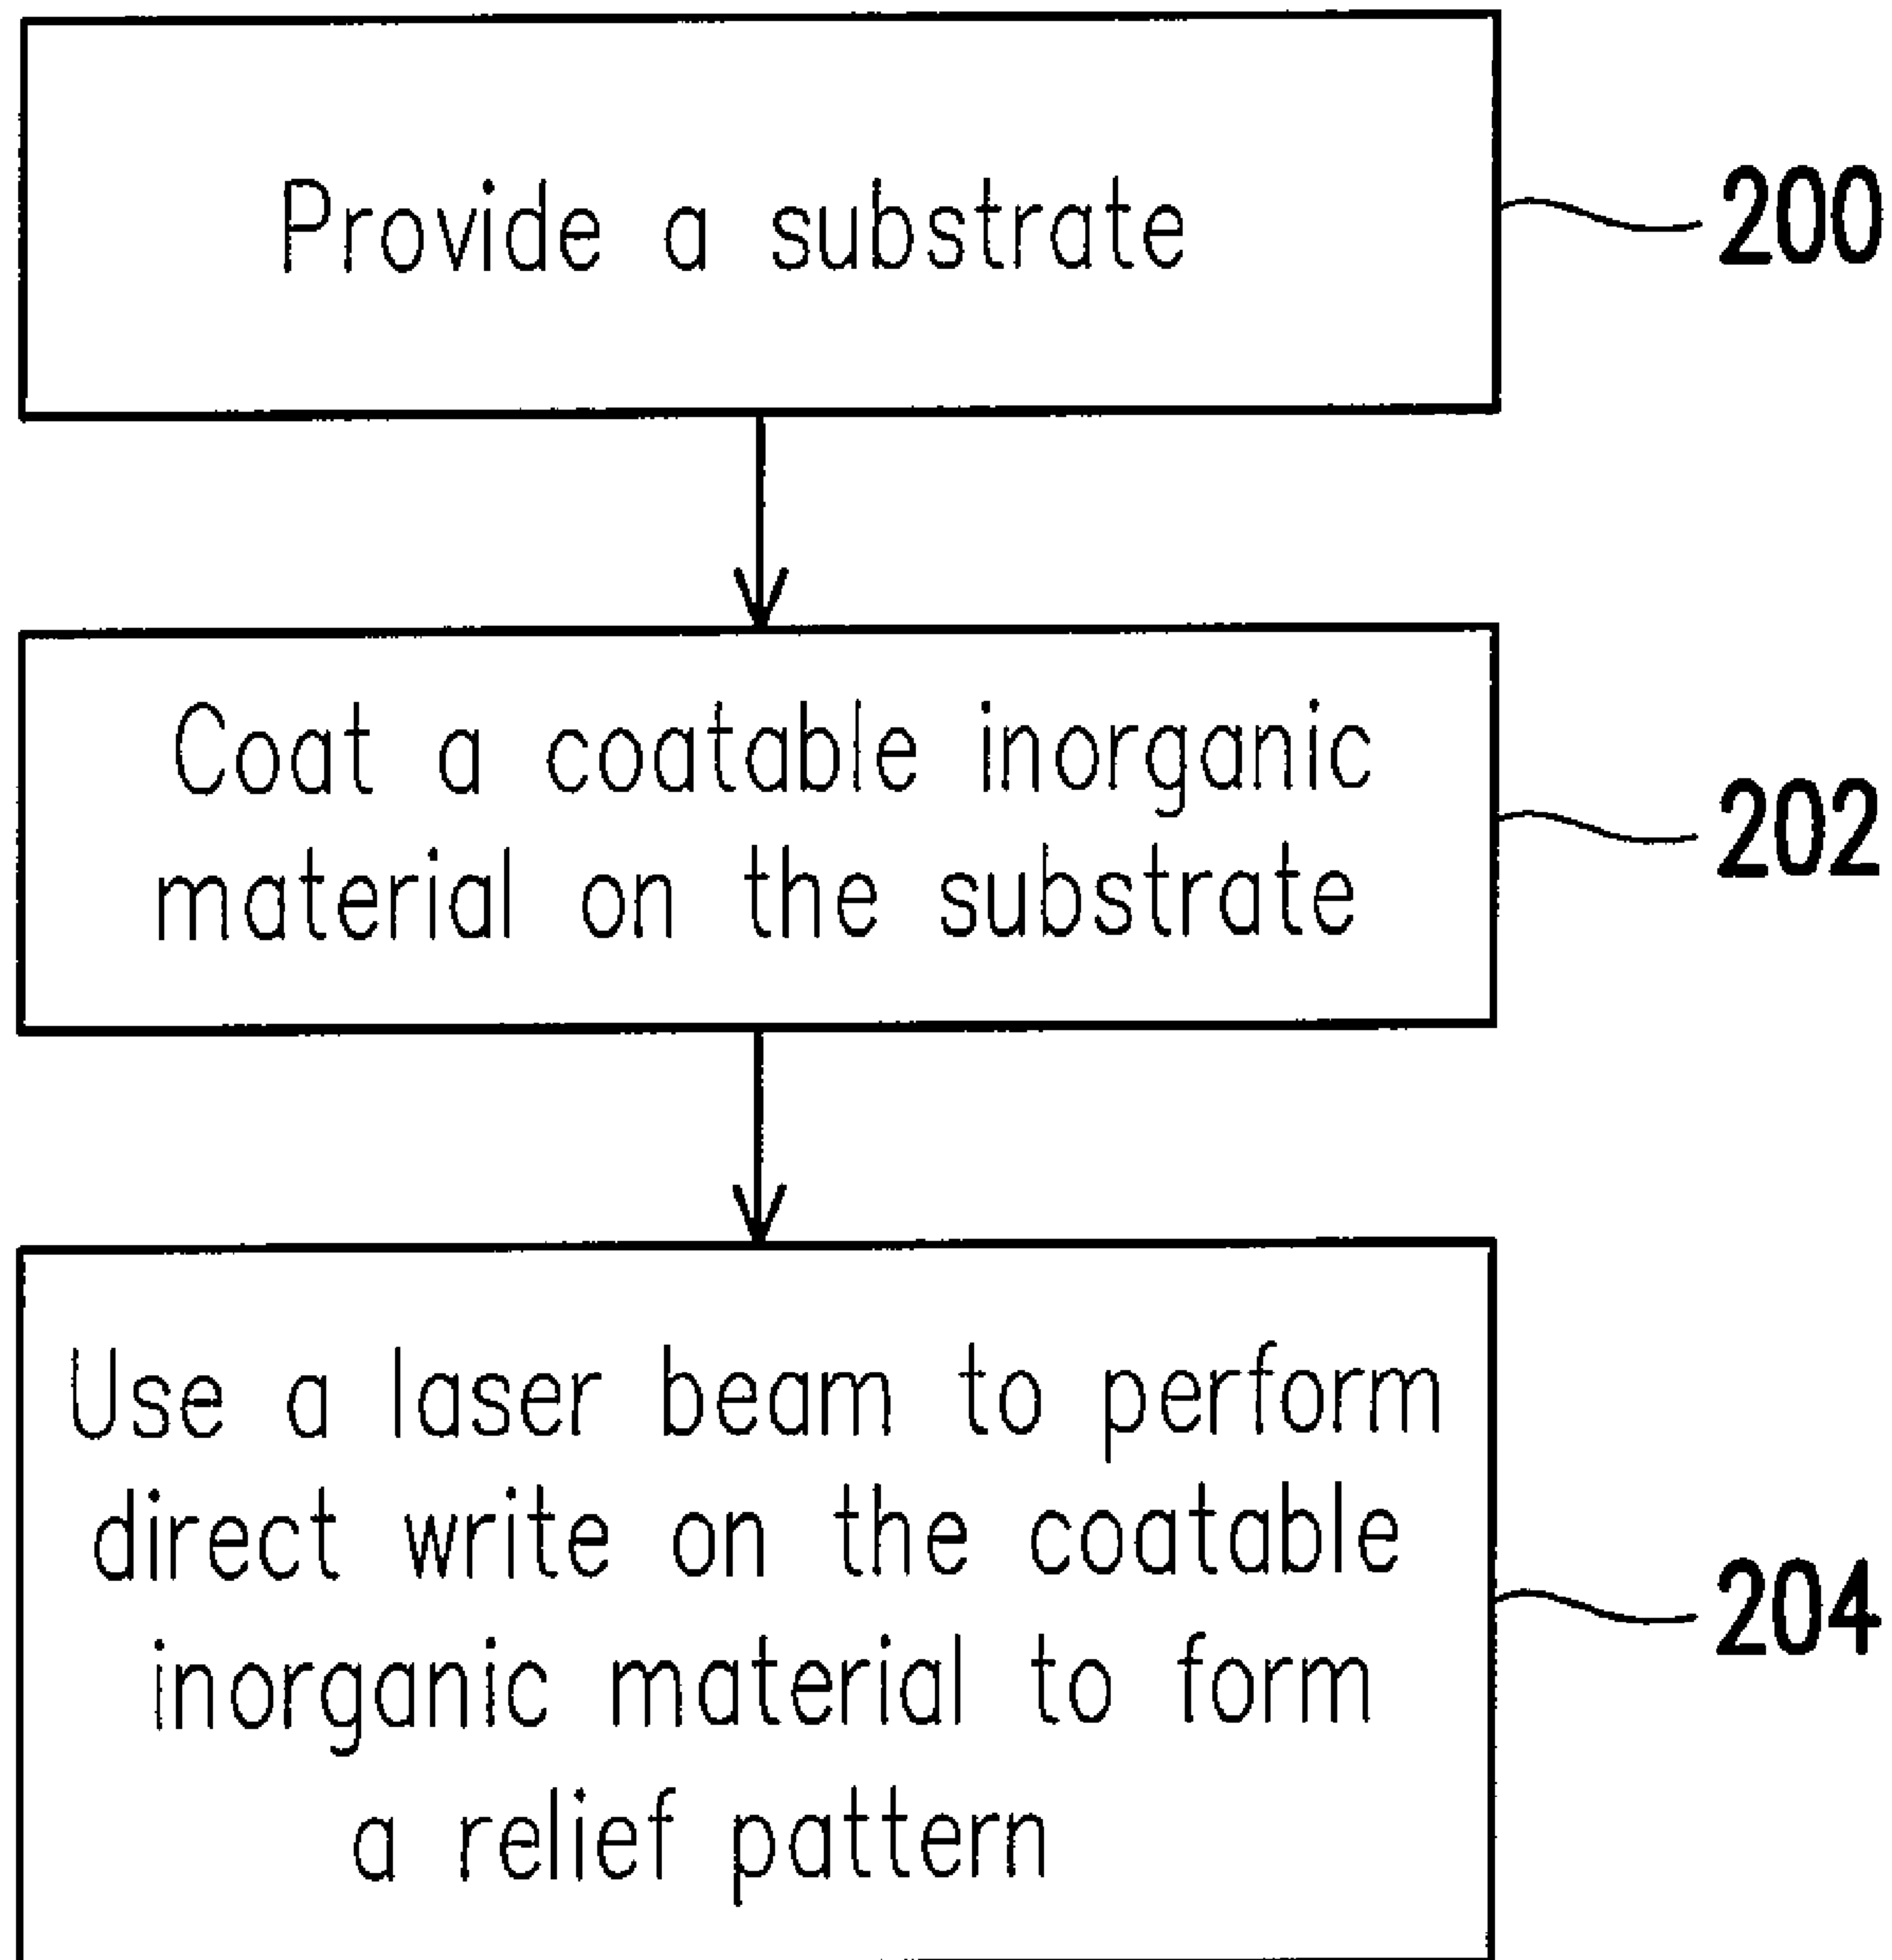 Provide a substrate
200
Coat a coatable inorganic
material on the substrate
202
Use a laser beam to perform
direct write on the coatable
inorganic material to form
a relief pattern
204